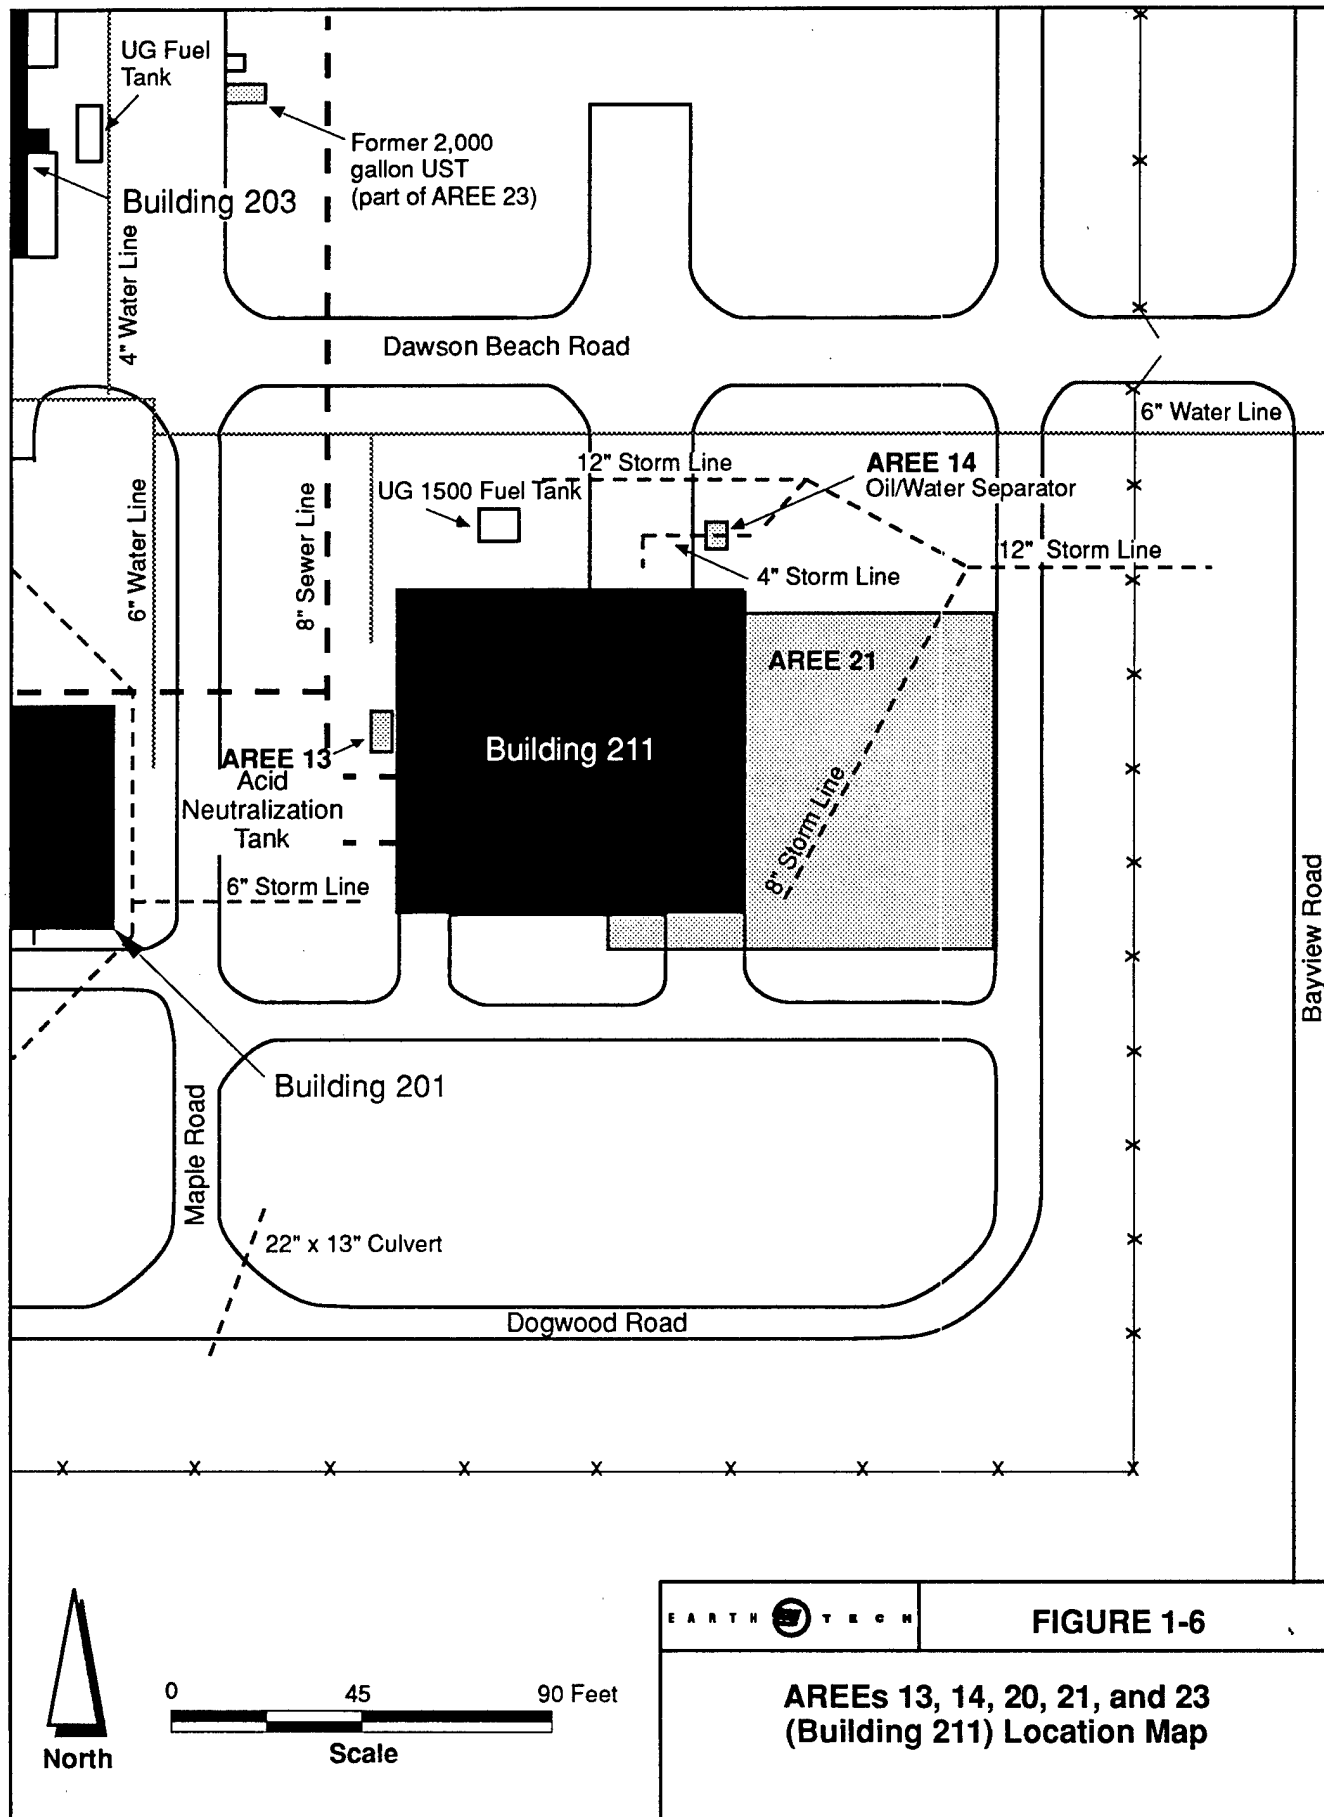 UG Fuel
Tank
Former 2,000
gallon UST
(part of AREE 23)
Building 203
4" Water Line
Dawson Beach Road
6" Water Line
12" Storm Line
AREE 14
Oil/Water Separator
UG 1500 Fuel Tank
6" Water Line
8" Sewer Line
12" Storm Line
4" Storm Line
AREE 21
Building 211
AREE 13
Acid
Neutralization
Tank
8" Storm Line
6" Storm Line
Bayview Road
Building 201
Maple Road
22" x 13" Culvert
Dogwood Road
EARTH TECH
FIGURE 1-6
0 45 90 Feet
Scale
North
AREEs 13, 14, 20, 21, and 23
(Building 211) Location Map